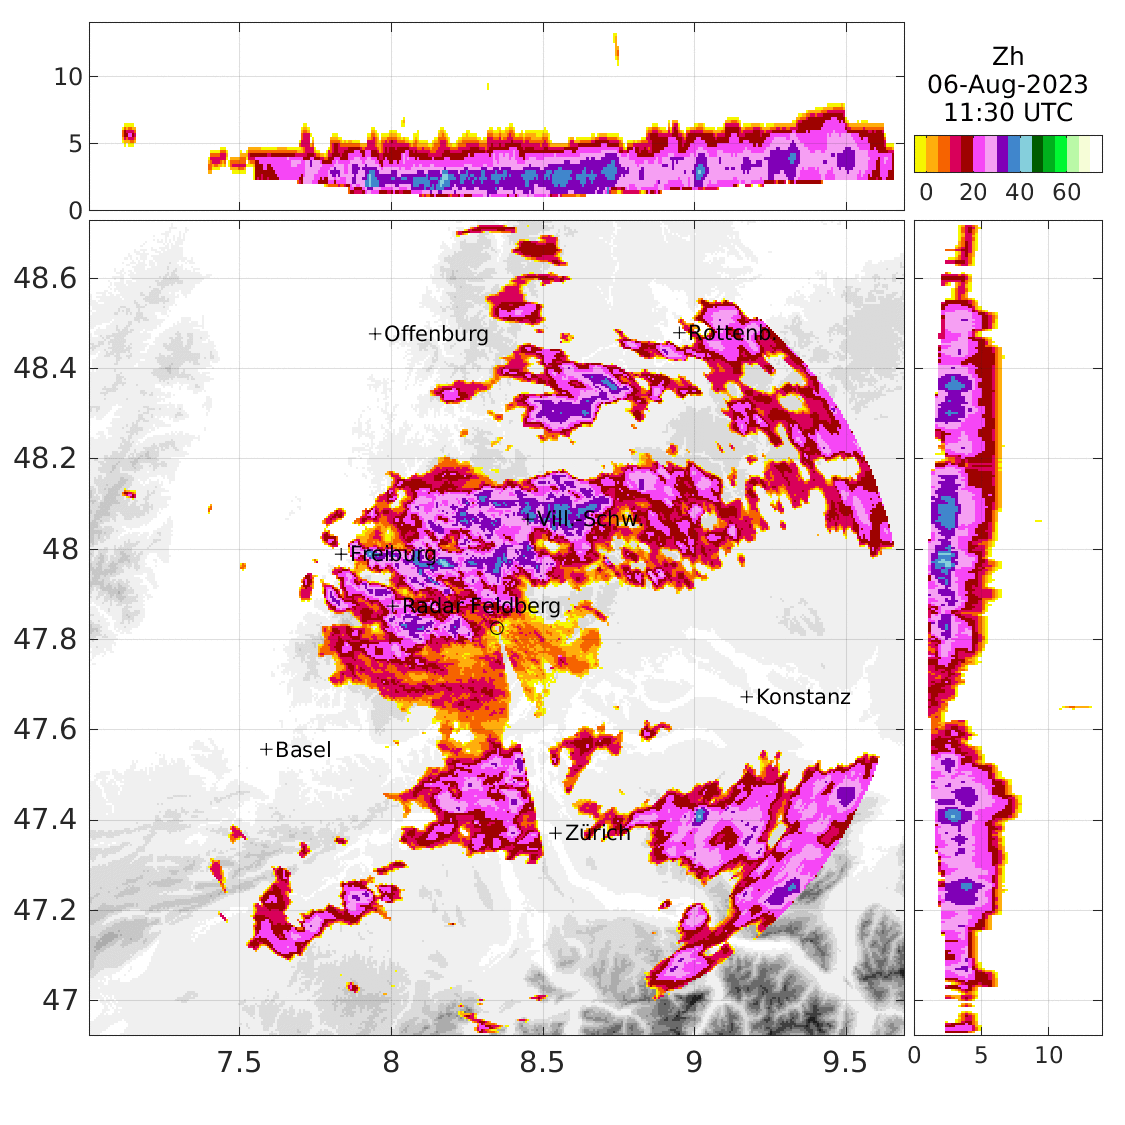 10
5
0
Zh
06-Aug-2023
11:30 UTC
0 20 40 60
48.6
48.4
48.2
48
47.8
47.6
47.4
47.2
47
+Offenburg
+Rottenb
+Vill.-Schw.
+Freiburg
+Radar Feldberg
+Konstanz
+Basel
+Zürich
7.5 8 8.5 9 9.5
0 5 10